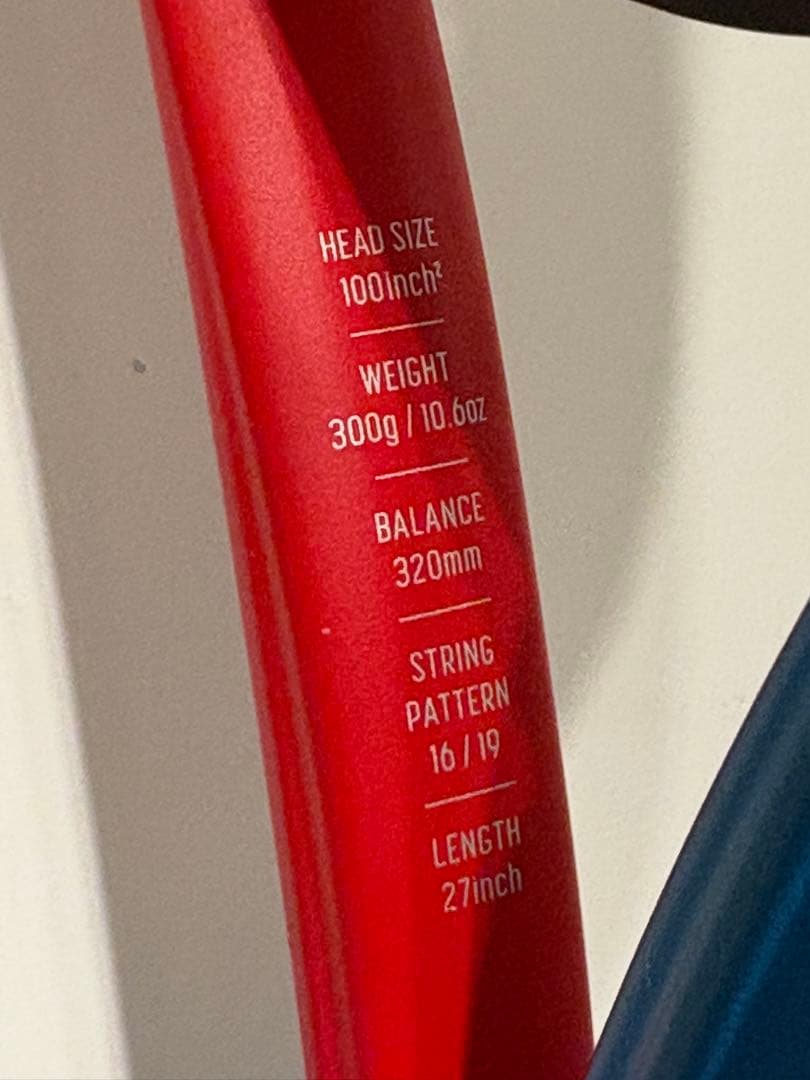 HEAD SIZE
100inch²
WEIGHT
300g / 10.6oz
BALANCE
320mm
STRING
PATTERN
16 / 19
LENGTH
27inch